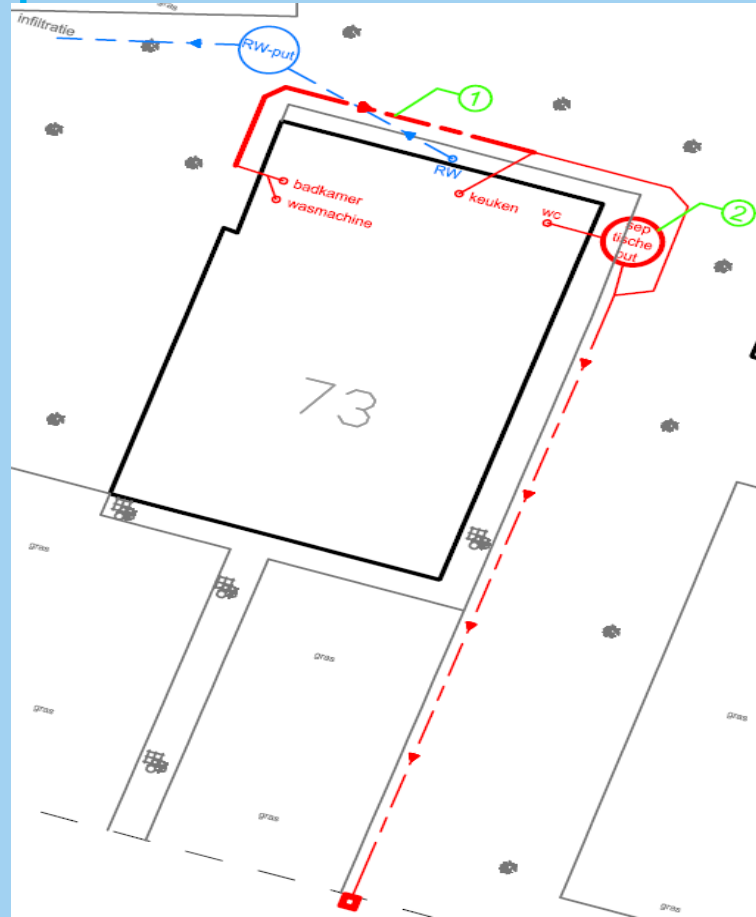 gras
infiltratie
RW-put
1
RW
badkamer
wasmachine
keuken
wc
sep
tische
put
2
73
gras
gras
gras
gras
gras
gras